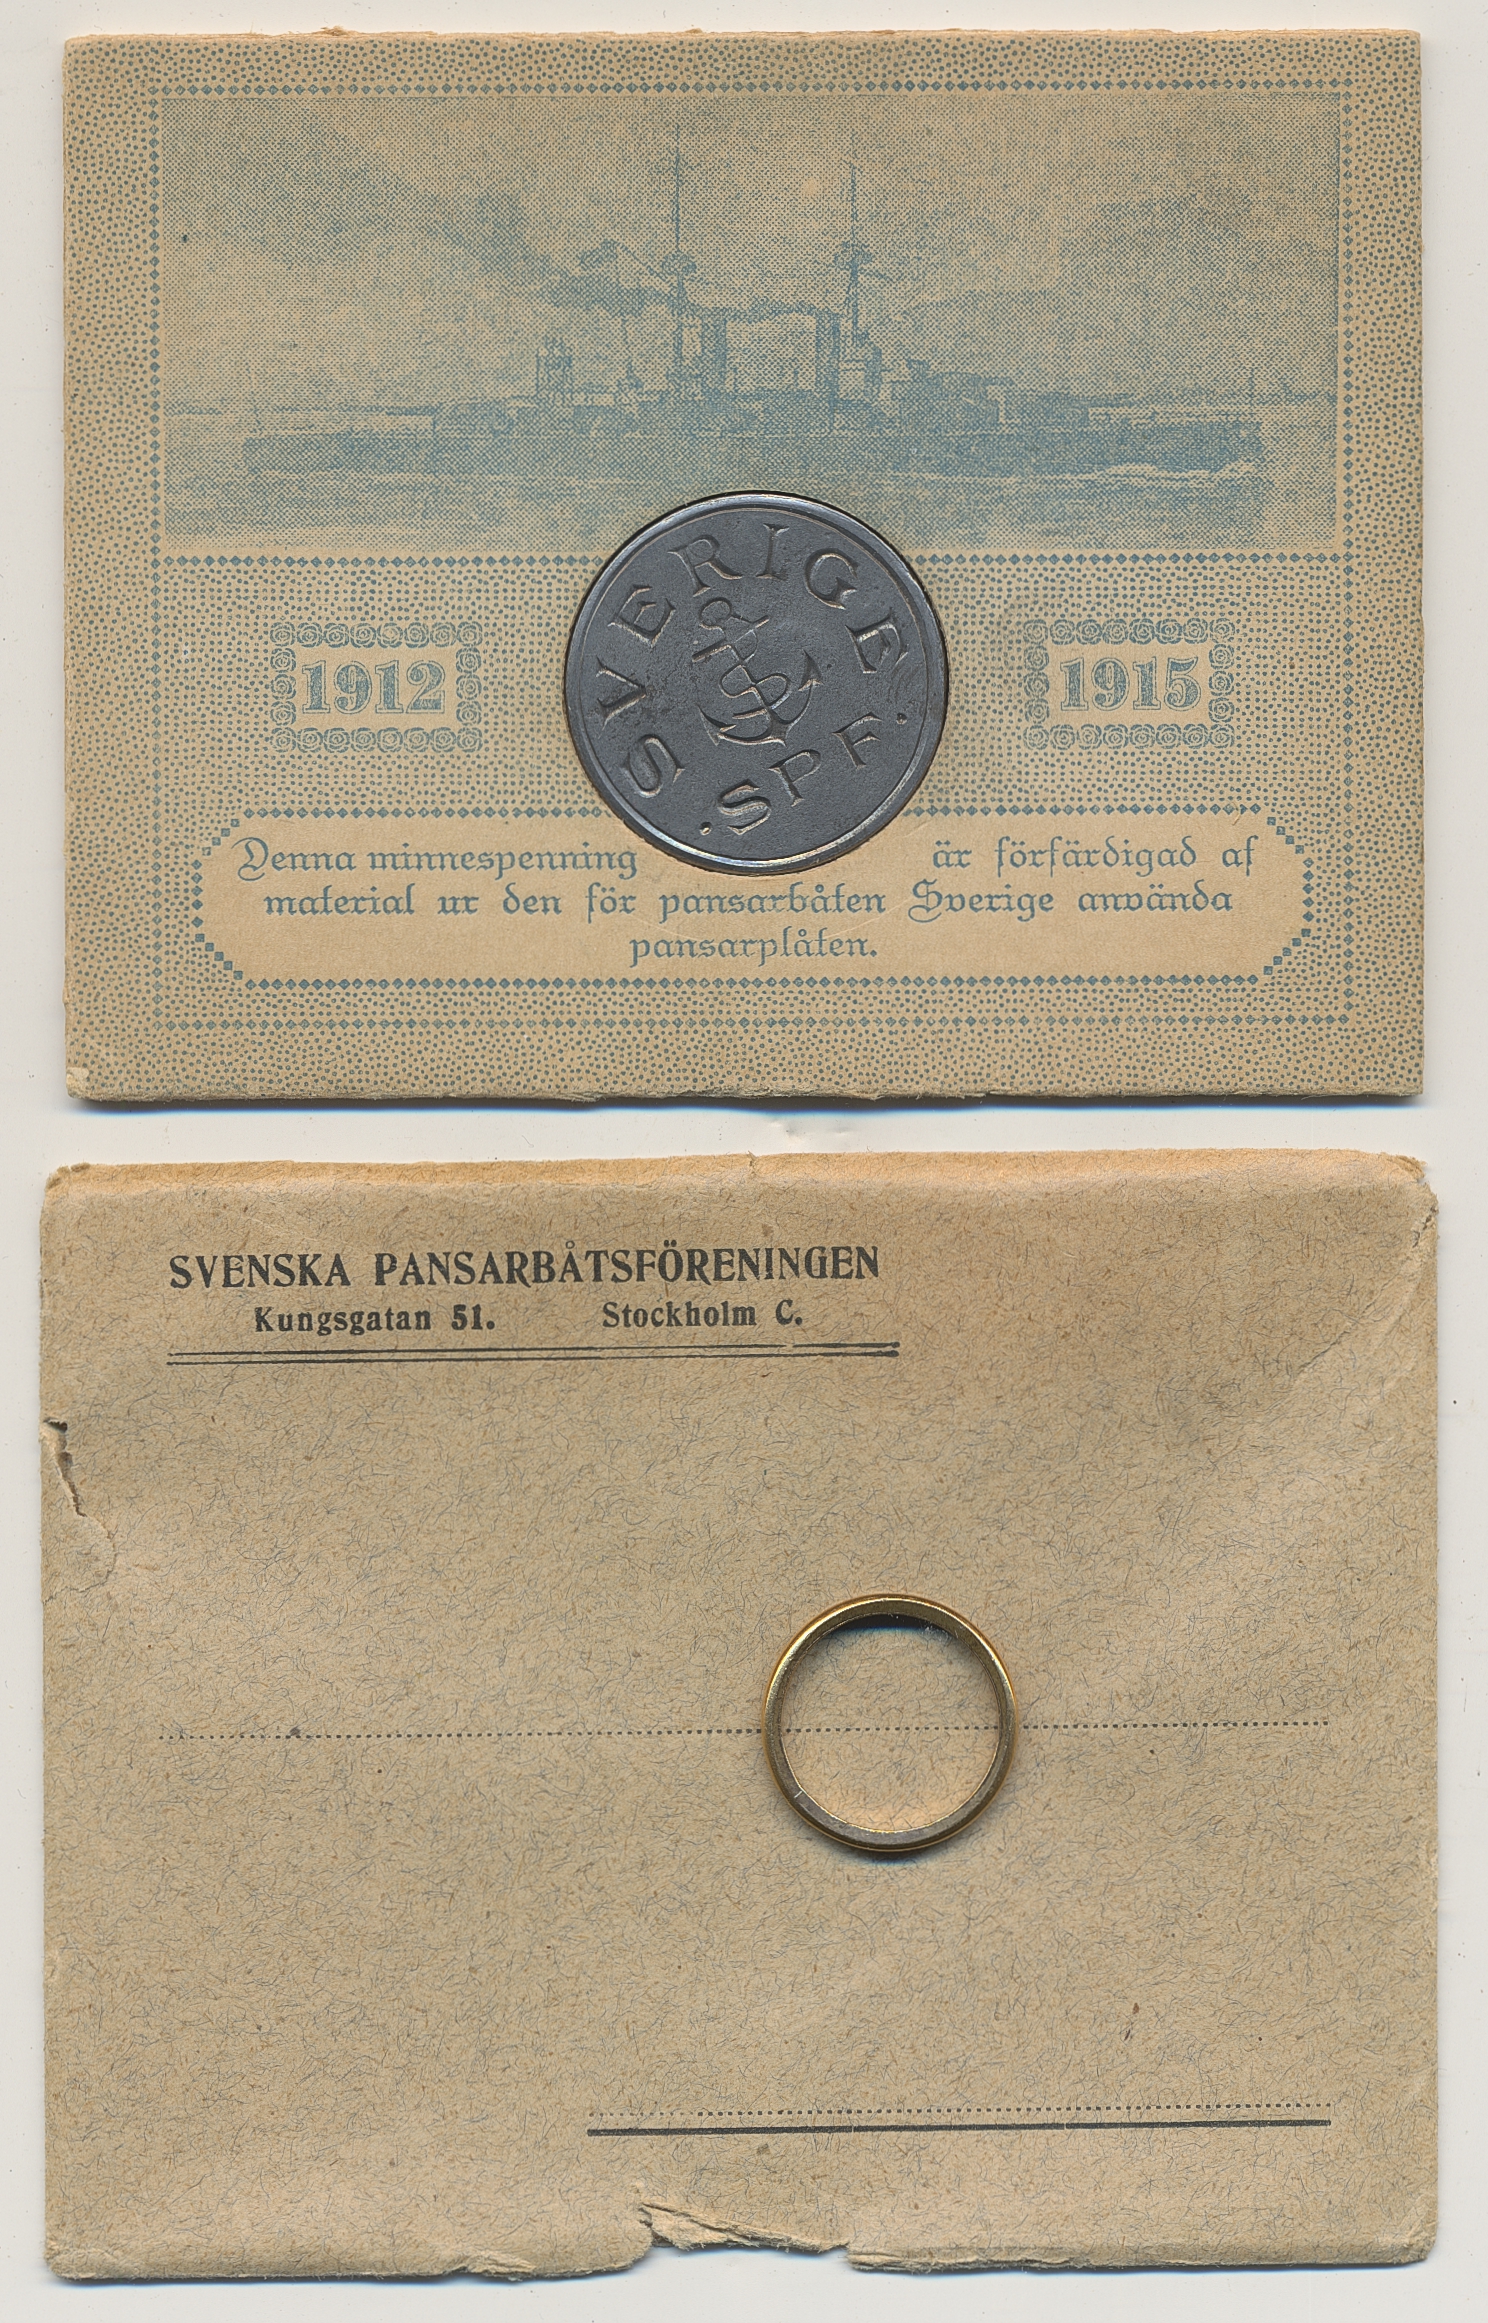 SVERIGE
S
SPF.
1912
1915
Denna minnespenning är förfärdigad af
material ur den för pansarbåten Sverige använda
pansarplåten.
SVENSKA PANSARBÅTSFÖRENINGEN
Kungsgatan 51. Stockholm C.